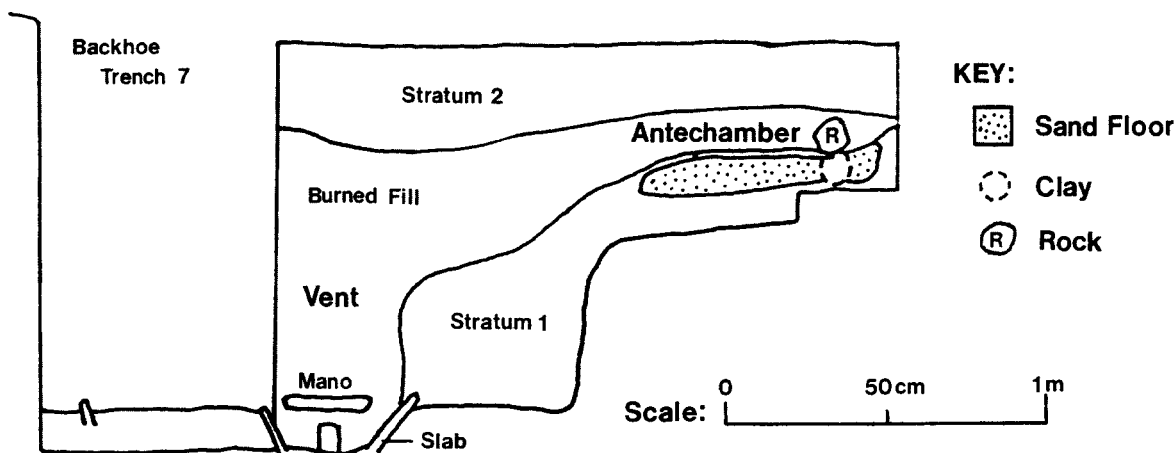 Backhoe
Trench 7
Stratum 2
Antechamber
R
Burned Fill
Vent
Stratum 1
Mano
Slab
KEY:
Sand Floor
Clay
R Rock
0 50 cm 1 m
Scale: